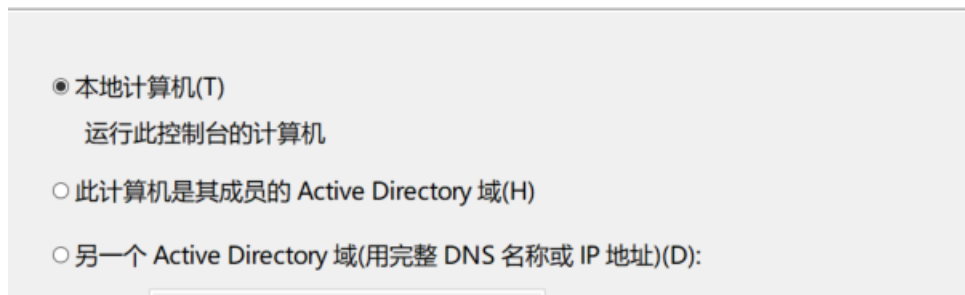 本地计算机(T)
运行此控制台的计算机
此计算机是其成员的 Active Directory 域(H)
另一个 Active Directory 域(用完整 DNS 名称或 IP 地址)(D):